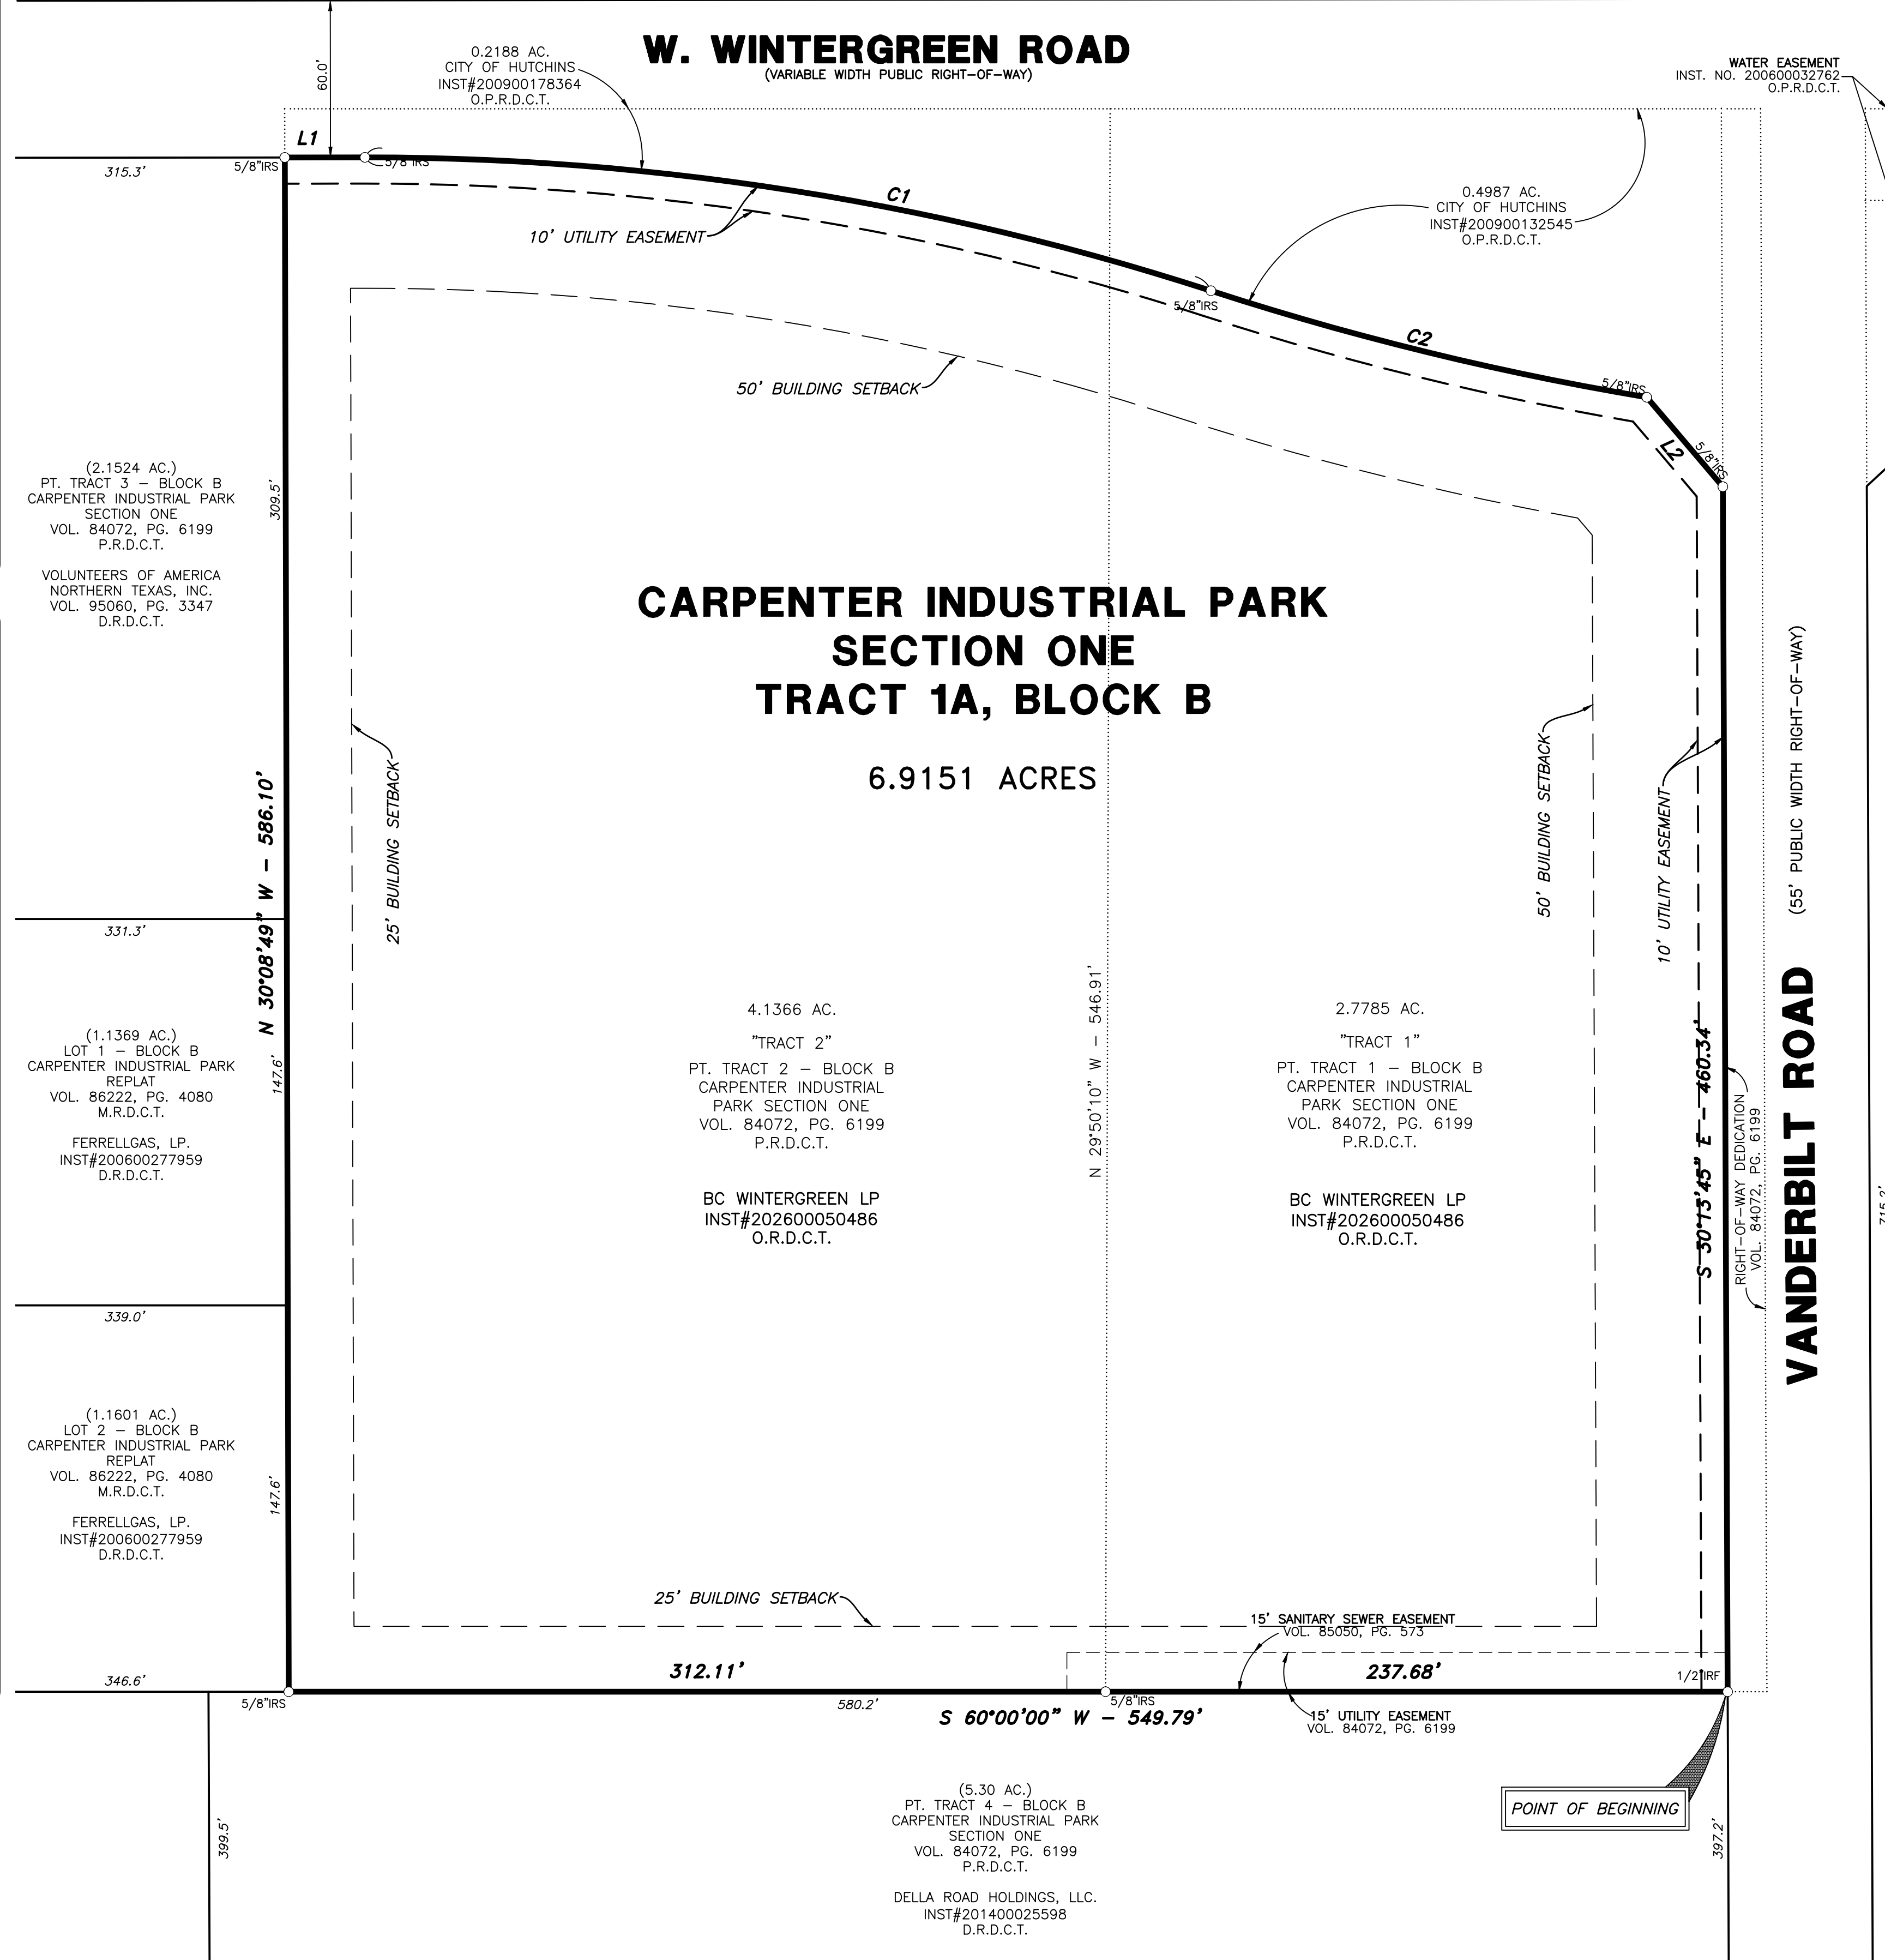 W. WINTERGREEN ROAD
(VARIABLE WIDTH PUBLIC RIGHT-OF-WAY)
60.0'
0.2188 AC.
CITY OF HUTCHINS
INST#200900178364
O.P.R.D.C.T.
WATER EASEMENT
INST. NO. 200600032762
O.P.R.D.C.T.
L1
315.3'
5/8"IRS
5/8"IRS
C1
0.4987 AC.
CITY OF HUTCHINS
INST#200900132545
O.P.R.D.C.T.
10' UTILITY EASEMENT
5/8"IRS
C2
50' BUILDING SETBACK
5/8"IRS
L2
5/8"IRS
(2.1524 AC.)
PT. TRACT 3 - BLOCK B
CARPENTER INDUSTRIAL PARK
SECTION ONE
VOL. 84072, PG. 6199
P.R.D.C.T.
VOLUNTEERS OF AMERICA
NORTHERN TEXAS, INC.
VOL. 95060, PG. 3347
D.R.D.C.T.
309.5'
CARPENTER INDUSTRIAL PARK
SECTION ONE
TRACT 1A, BLOCK B
6.9151 ACRES
N 30°08'49" W - 586.10'
25' BUILDING SETBACK
50' BUILDING SETBACK
10' UTILITY EASEMENT
(55' PUBLIC WIDTH RIGHT-OF-WAY)
VANDERBILT ROAD
331.3'
(1.1369 AC.)
LOT 1 - BLOCK B
CARPENTER INDUSTRIAL PARK
REPLAT
VOL. 86222, PG. 4080
M.R.D.C.T.
FERRELLGAS, LP.
INST#200600277959
D.R.D.C.T.
147.6'
4.1366 AC.
"TRACT 2"
PT. TRACT 2 - BLOCK B
CARPENTER INDUSTRIAL
PARK SECTION ONE
VOL. 84072, PG. 6199
P.R.D.C.T.
BC WINTERGREEN LP
INST#202600050486
O.R.D.C.T.
N 29°50'10" W - 546.91'
2.7785 AC.
"TRACT 1"
PT. TRACT 1 - BLOCK B
CARPENTER INDUSTRIAL
PARK SECTION ONE
VOL. 84072, PG. 6199
P.R.D.C.T.
BC WINTERGREEN LP
INST#202600050486
O.R.D.C.T.
S 30°13'45" E - 460.34'
RIGHT-OF-WAY DEDICATION
VOL. 84072, PG. 6199
339.0'
(1.1601 AC.)
LOT 2 - BLOCK B
CARPENTER INDUSTRIAL PARK
REPLAT
VOL. 86222, PG. 4080
M.R.D.C.T.
FERRELLGAS, LP.
INST#200600277959
D.R.D.C.T.
147.6'
25' BUILDING SETBACK
15' SANITARY SEWER EASEMENT
VOL. 85050, PG. 573
346.6'
312.11'
237.68'
1/2"IRF
5/8"IRS
580.2'
5/8"IRS
S 60°00'00" W - 549.79'
15' UTILITY EASEMENT
VOL. 84072, PG. 6199
399.5'
(5.30 AC.)
PT. TRACT 4 - BLOCK B
CARPENTER INDUSTRIAL PARK
SECTION ONE
VOL. 84072, PG. 6199
P.R.D.C.T.
DELLA ROAD HOLDINGS, LLC.
INST#201400025598
D.R.D.C.T.
POINT OF BEGINNING
397.2'